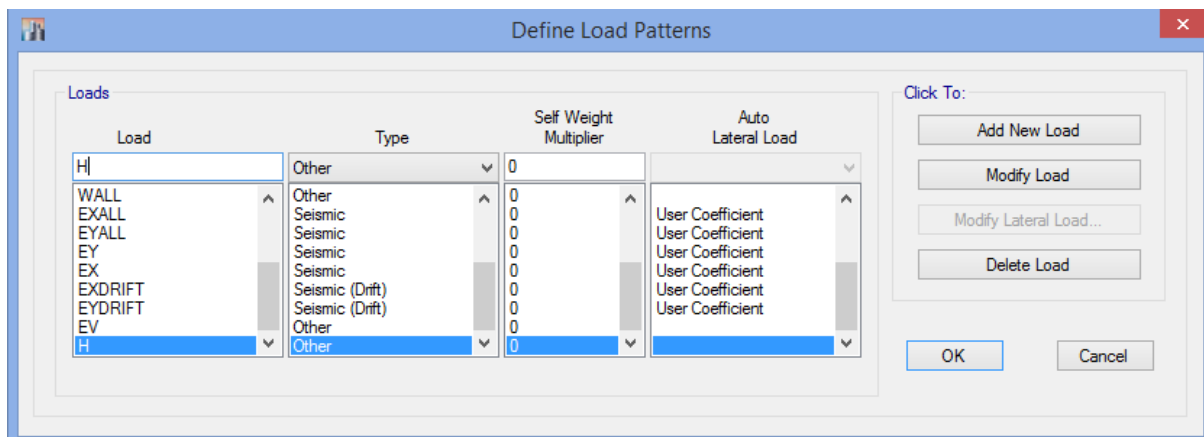 Define Load Patterns
Loads
Click To:
Load Type Self Weight Multiplier Auto Lateral Load
H Other 0
WALL Other 0
EXALL Seismic 0 User Coefficient
EYALL Seismic 0 User Coefficient
EY Seismic 0 User Coefficient
EX Seismic 0 User Coefficient
EXDRIFT Seismic (Drift) 0 User Coefficient
EYDRIFT Seismic (Drift) 0 User Coefficient
EV Other 0
H Other 0
Add New Load
Modify Load
Modify Lateral Load...
Delete Load
OK Cancel